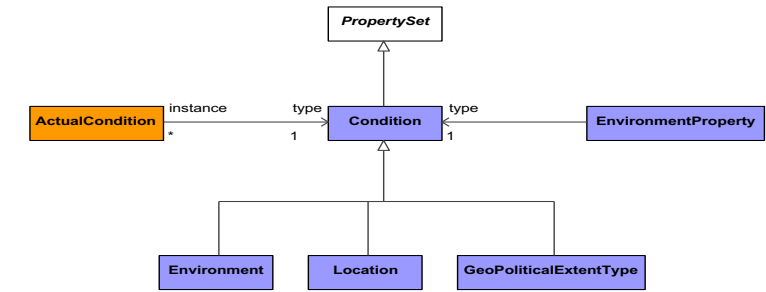 PropertySet
instance
type
type
ActualCondition
Condition
EnvironmentProperty
*
1
1
Environment
Location
GeoPoliticalExtentType